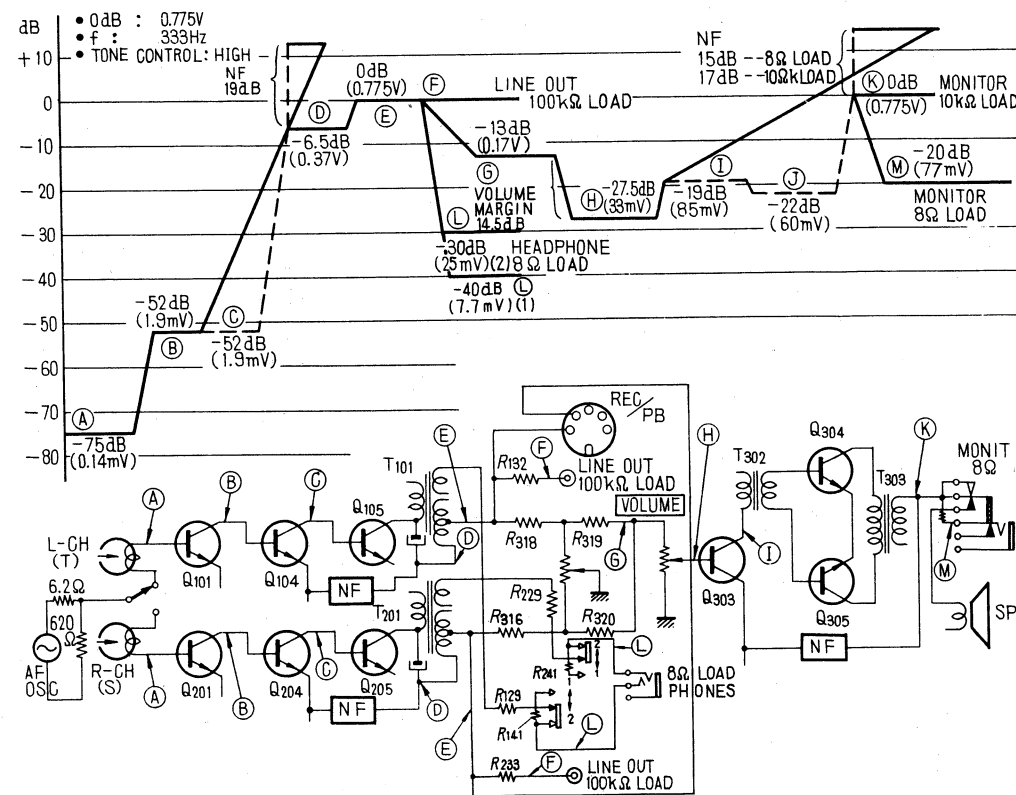 dB
• 0dB : 0.775V
• f : 333Hz
• TONE CONTROL: HIGH
+10
0
-10
-20
-30
-40
-50
-60
-70
-80
NF
19dB
0dB
(0.775V)
D
E
F
-6.5dB
(0.37V)
LINE OUT
100kΩ LOAD
-13dB
(0.17V)
G
VOLUME
MARGIN
14.5dB
L
-30dB HEADPHONE
(25mV)(2) 8Ω LOAD
-40dB L
(7.7mV)(1)
H
-27.5dB
(33mV)
NF
15dB --8Ω LOAD
17dB --10ΩkLOAD
I
-19dB
(85mV)
J
-22dB
(60mV)
K 0dB
(0.775V)
MONITOR
10kΩ LOAD
M -20dB
(77mV)
MONITOR
8Ω LOAD
-52dB
(1.9mV)
B
C
-52dB
(1.9mV)
A
-75dB
(0.14mV)
L-CH
(T)
6.2Ω
620
Ω
AF
OSC
R-CH
(S)
A
B
C
Q101
Q104
Q105
NF
T101
D
E
A
B
C
Q201
Q204
Q205
NF
T201
D
E
REC/PB
R132
F
LINE OUT
100kΩ LOAD
VOLUME
R318
R319
G
R229
R316
R320
L
R241
2
1
8Ω LOAD
PHONES
R129
R141
1
2
L
R233
F
LINE OUT
100kΩ LOAD
H
Q303
T302
I
Q304
Q305
T303
NF
K
MONIT
8Ω
M
SP